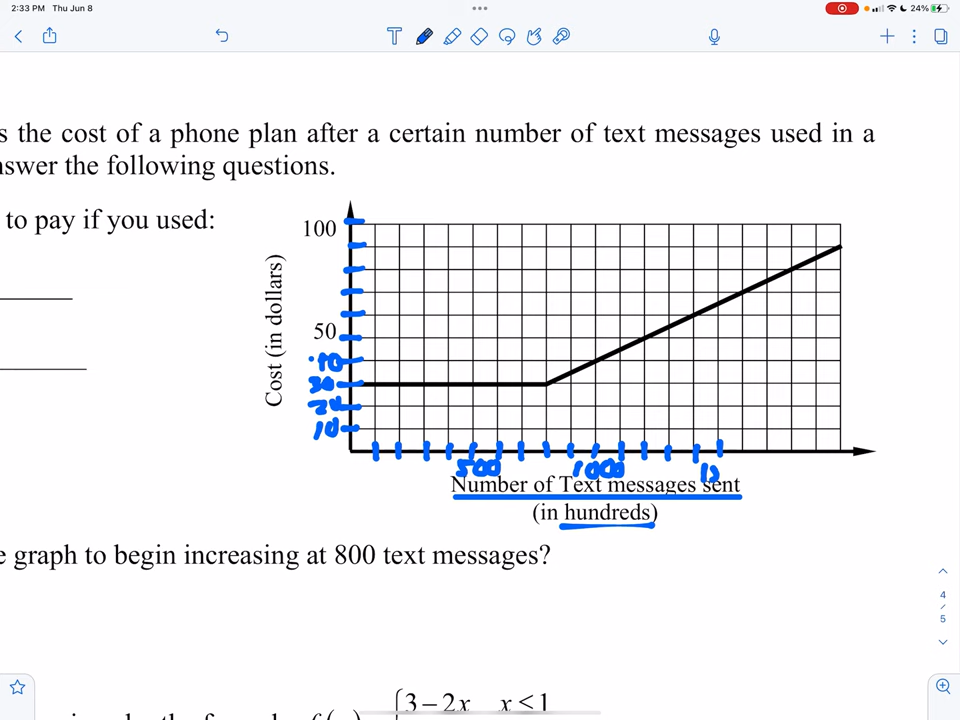 2:33 PM Thu Jun 8
24%
s the cost of a phone plan after a certain number of text messages used in a
nswer the following questions.
to pay if you used:
100
50
40
30
20
10
Cost (in dollars)
500 1000
Number of Text messages sent
(in hundreds)
e graph to begin increasing at 800 text messages?
4
/
5
3 − 2x x < 1